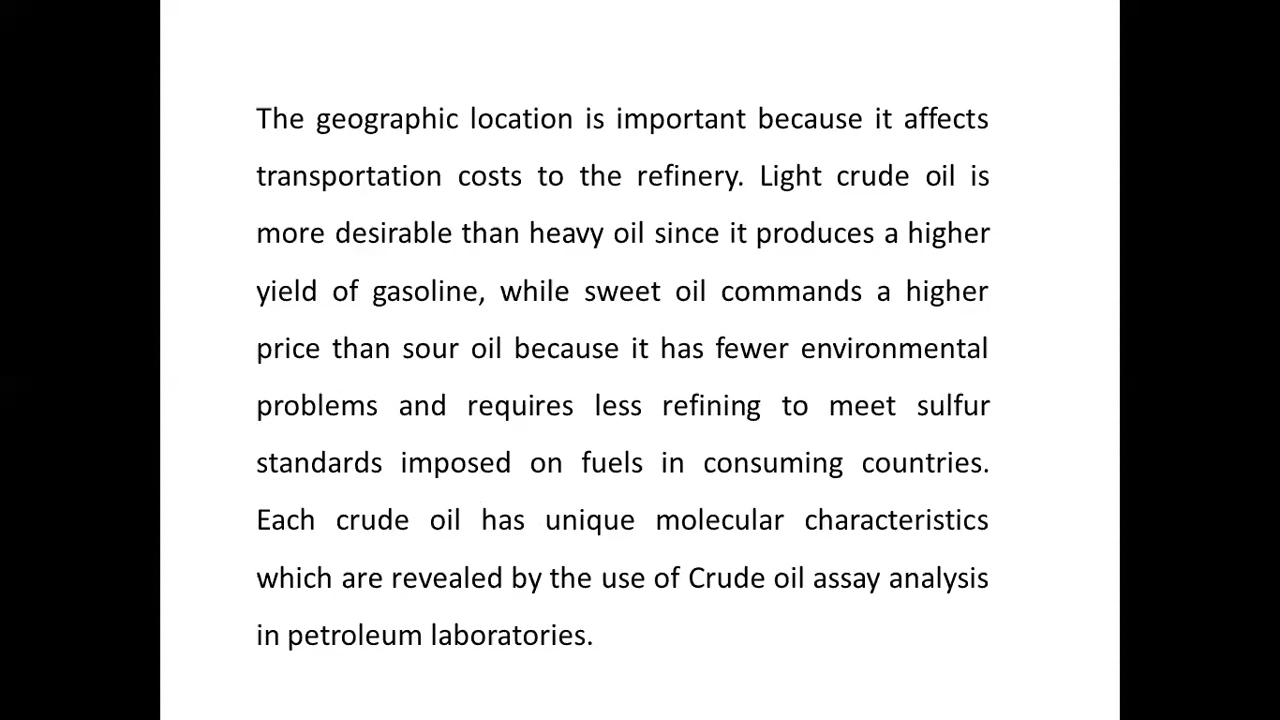 The geographic location is important because it affects
transportation costs to the refinery. Light crude oil is
more desirable than heavy oil since it produces a higher
yield of gasoline, while sweet oil commands a higher
price than sour oil because it has fewer environmental
problems and requires less refining to meet sulfur
standards imposed on fuels in consuming countries.
Each crude oil has unique molecular characteristics
which are revealed by the use of Crude oil assay analysis
in petroleum laboratories.